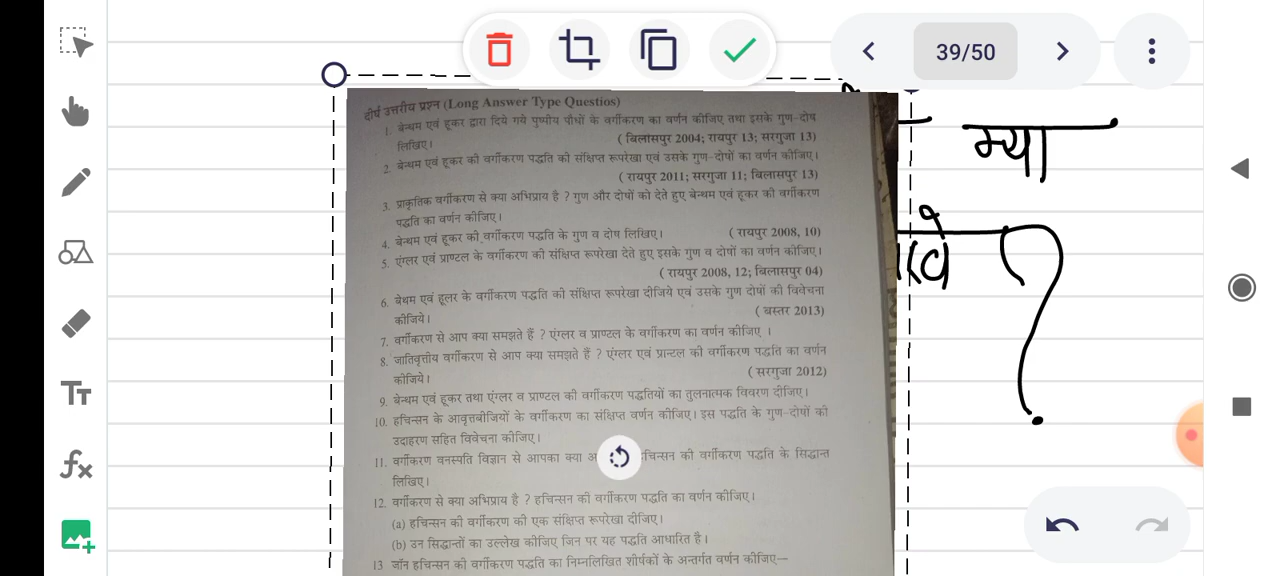 39/50
दीर्घ उत्तरीय प्रश्न (Long Answer Type Questios)
1. बेन्थम एवं हूकर द्वारा दिये गये पुष्पीय पौधों के वर्गीकरण का वर्णन कीजिए तथा इसके गुण-दोष
लिखिए।
( बिलासपुर 2004; रायपुर 13; सरगुजा 13)
2. बेन्थम एवं हूकर की वर्गीकरण पद्धति की संक्षिप्त रूपरेखा एवं उसके गुण-दोषों का वर्णन कीजिए।
( रायपुर 2011; सरगुजा 11; बिलासपुर 13)
3. प्राकृतिक वर्गीकरण से क्या अभिप्राय है ? गुण और दोषों को देते हुए बेन्थम एवं हूकर की वर्गीकरण
पद्धति का वर्णन कीजिए।
4. बेन्थम एवं हूकर की वर्गीकरण पद्धति के गुण व दोष लिखिए। ( रायपुर 2008, 10)
5. एंग्लर एवं प्राण्टल के वर्गीकरण की संक्षिप्त रूपरेखा देते हुए इसके गुण व दोषों का वर्णन कीजिए।
( रायपुर 2008, 12; बिलासपुर 04)
6. बेथम एवं हूलर के वर्गीकरण पद्धति की संक्षिप्त रूपरेखा दीजिये एवं उसके गुण दोषों की विवेचना
कीजिये। ( बस्तर 2013)
7. वर्गीकरण से आप क्या समझते हैं ? एंग्लर व प्राण्टल के वर्गीकरण का वर्णन कीजिए ।
8. जातिवृत्तीय वर्गीकरण से आप क्या समझते हैं ? एंग्लर एवं प्रान्टल की वर्गीकरण पद्धति का वर्णन
कीजिये। ( सरगुजा 2012)
9. बेन्थम एवं हूकर तथा एंग्लर व प्राण्टल की वर्गीकरण पद्धतियों का तुलनात्मक विवरण दीजिए।
10. हचिन्सन के आवृत्तबीजियों के वर्गीकरण का संक्षिप्त वर्णन कीजिए। इस पद्धति के गुण-दोषों की
उदाहरण सहित विवेचना कीजिए।
11. वर्गीकरण वनस्पति विज्ञान से आपका क्या चिन्सन की वर्गीकरण पद्धति के सिद्धान्त
लिखिए।
12. वर्गीकरण से क्या अभिप्राय है ? हचिन्सन की वर्गीकरण पद्धति का वर्णन कीजिए।
(a) हचिन्सन की वर्गीकरण की एक संक्षिप्त रूपरेखा दीजिए।
(b) उन सिद्धान्तों का उल्लेख कीजिए जिन पर यह पद्धति आधारित है।
13 जॉन हचिन्सन की वर्गीकरण पद्धति का निम्नलिखित शीर्षकों के अन्तर्गत वर्णन कीजिए—
म्या
?
Tт
fx